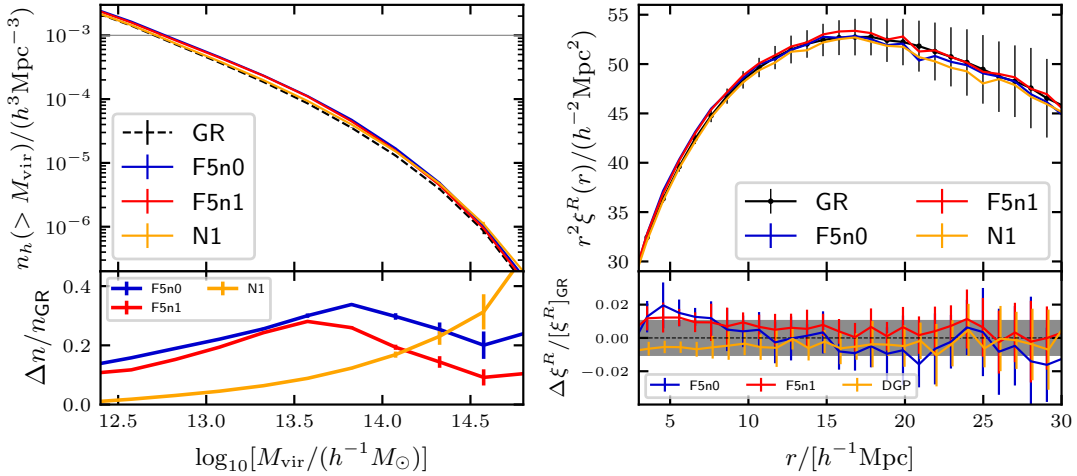 n_h(> M_vir)/(h^3Mpc^−3)
10^−3
10^−4
10^−5
10^−6
GR
F5n0
F5n1
N1
Δn/n_GR
0.4
0.2
0.0
F5n0
N1
F5n1
12.5 13.0 13.5 14.0 14.5
log_10[M_vir/(h^−1 M_⊙)]
r^2ξ^R(r)/(h^−2Mpc^2)
60
55
50
45
40
35
30
GR
F5n1
F5n0
N1
Δξ^R/[ξ^R]_GR
0.02
0.00
−0.02
F5n0 F5n1 DGP
5 10 15 20 25 30
r/[h^−1Mpc]